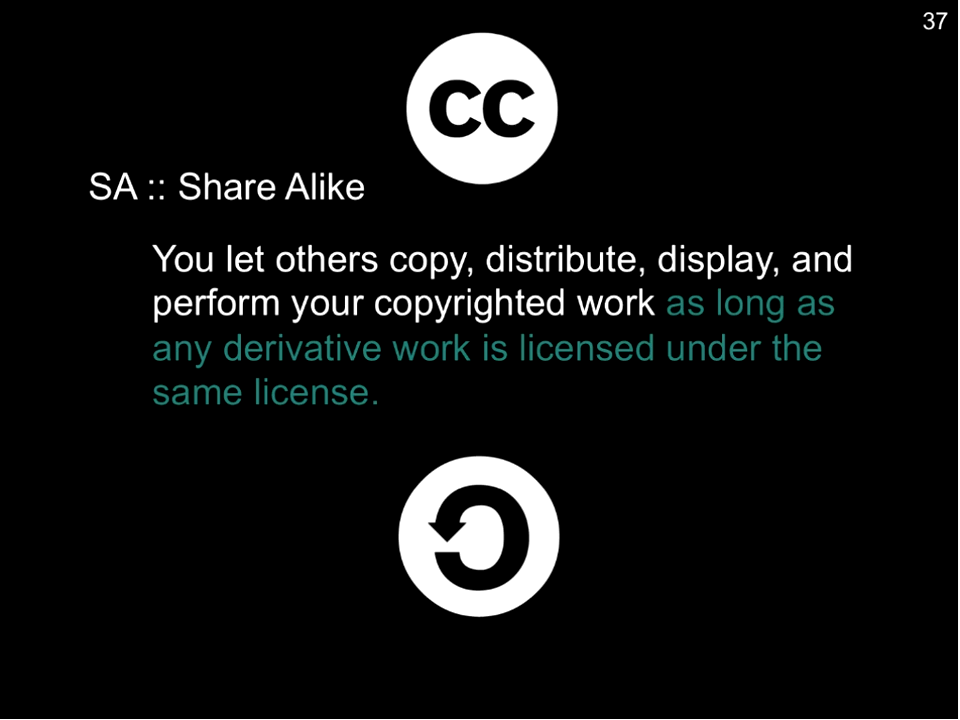 37
CC
SA :: Share Alike
You let others copy, distribute, display, and
perform your copyrighted work as long as
any derivative work is licensed under the
same license.